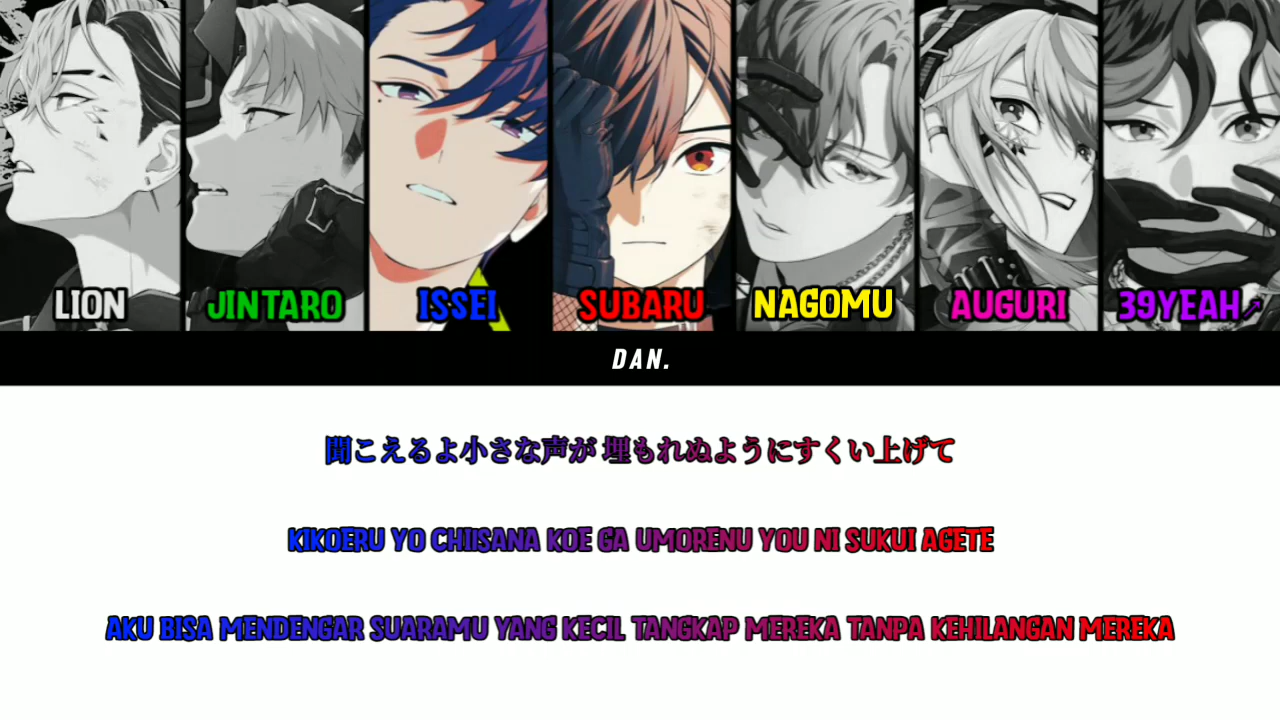 LION JINTARO ISSEI SUBARU NAGOMU AUGURI 39YEAH↗
DAN.
聞こえるよ小さな声が 埋もれぬようにすくい上げて
KIKOERU YO CHIISANA KOE GA UMORENU YOU NI SUKUI AGETE
AKU BISA MENDENGAR SUARAMU YANG KECIL TANGKAP MEREKA TANPA KEHILANGAN MEREKA